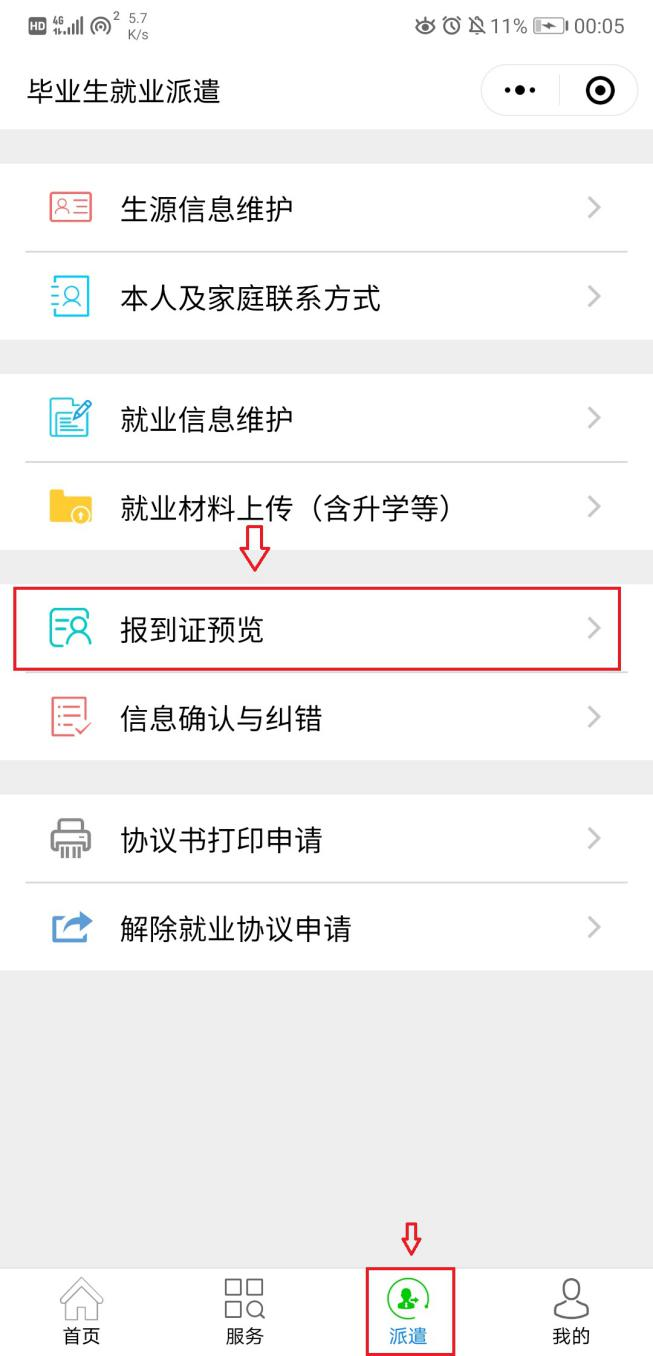 HD 4G 2 5.7 K/s 11% 00:05
毕业生就业派遣
生源信息维护
本人及家庭联系方式
就业信息维护
就业材料上传（含升学等）
报到证预览
信息确认与纠错
协议书打印申请
解除就业协议申请
首页 服务 派遣 我的